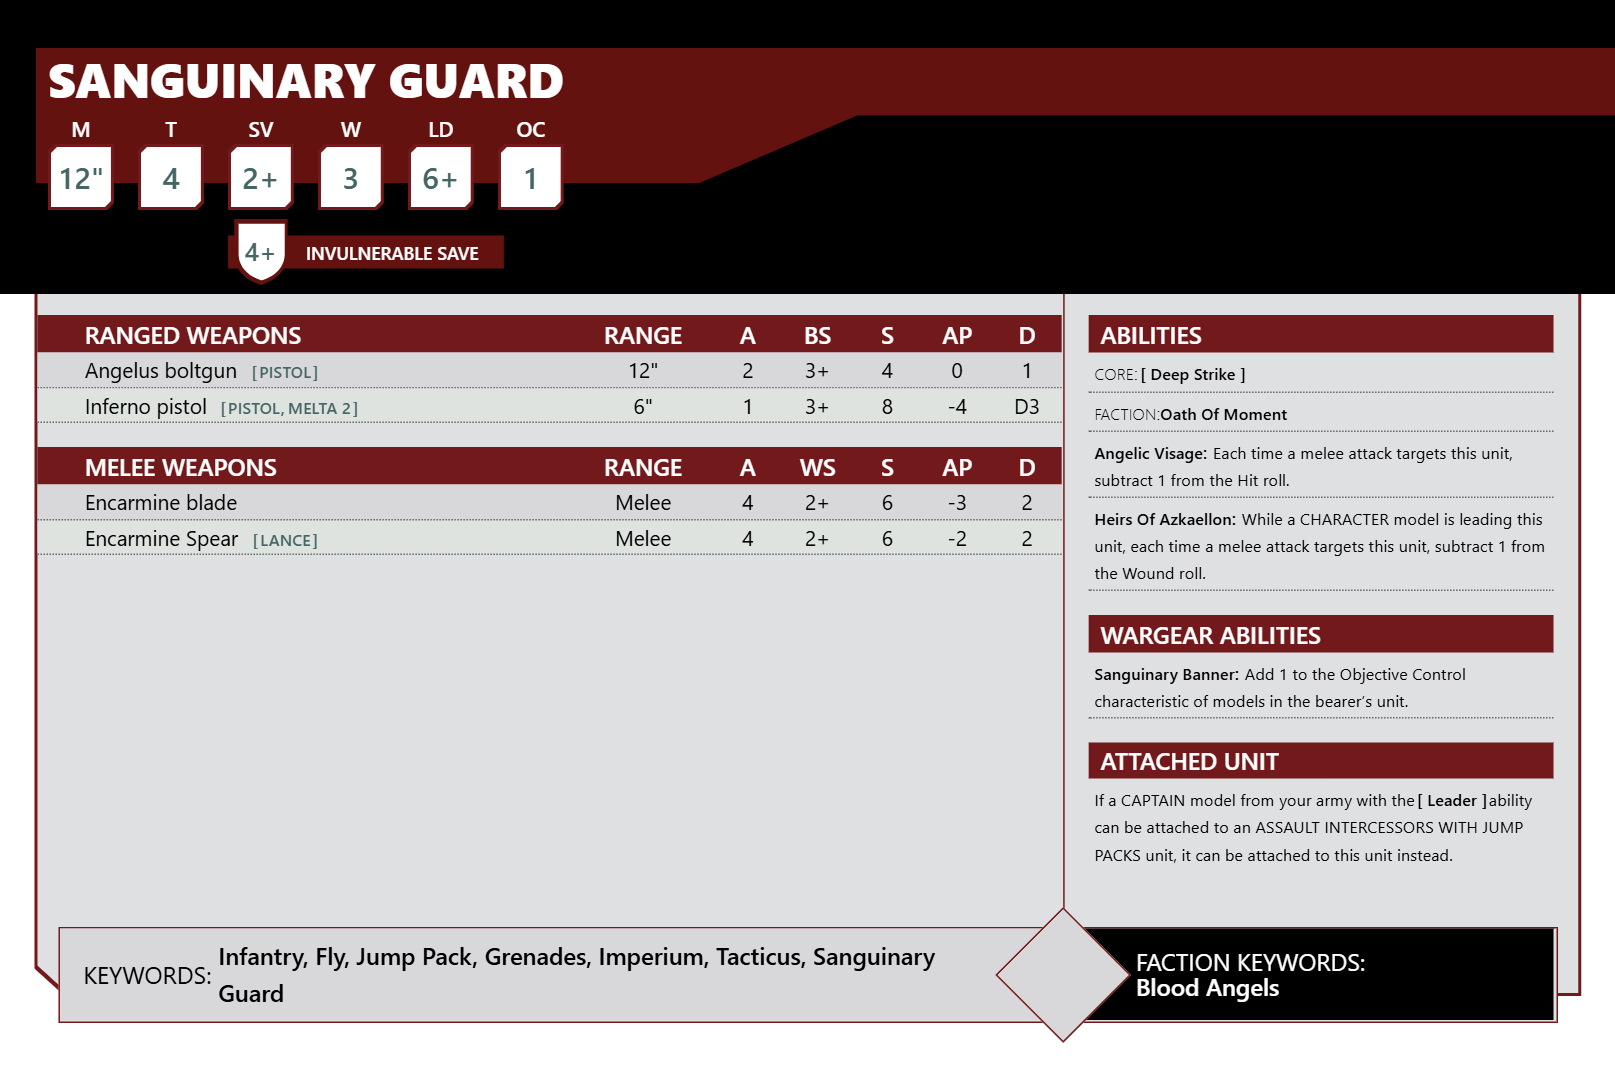 SANGUINARY GUARD
M T SV W LD OC
12" 4 2+ 3 6+ 1
4+ INVULNERABLE SAVE
RANGED WEAPONS RANGE A BS S AP D
Angelus boltgun [PISTOL] 12" 2 3+ 4 0 1
Inferno pistol [PISTOL, MELTA 2] 6" 1 3+ 8 -4 D3
MELEE WEAPONS RANGE A WS S AP D
Encarmine blade Melee 4 2+ 6 -3 2
Encarmine Spear [LANCE] Melee 4 2+ 6 -2 2
ABILITIES
CORE: [ Deep Strike ]
FACTION:Oath Of Moment
Angelic Visage: Each time a melee attack targets this unit,
subtract 1 from the Hit roll.
Heirs Of Azkaellon: While a CHARACTER model is leading this
unit, each time a melee attack targets this unit, subtract 1 from
the Wound roll.
WARGEAR ABILITIES
Sanguinary Banner: Add 1 to the Objective Control
characteristic of models in the bearer's unit.
ATTACHED UNIT
If a CAPTAIN model from your army with the [ Leader ] ability
can be attached to an ASSAULT INTERCESSORS WITH JUMP
PACKS unit, it can be attached to this unit instead.
KEYWORDS: Infantry, Fly, Jump Pack, Grenades, Imperium, Tacticus, Sanguinary
Guard
FACTION KEYWORDS:
Blood Angels